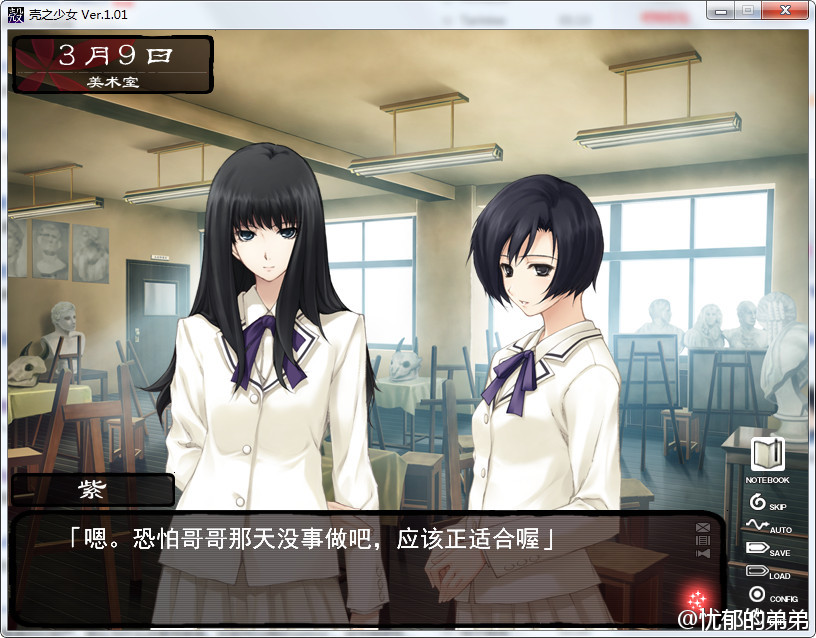 壳之少女 Ver.1.01
3月9日
美术室
紫
「嗯。恐怕哥哥那天没事做吧，应该正适合喔」
NOTEBOOK
SKIP
AUTO
SAVE
LOAD
CONFIG
@忧郁的弟弟